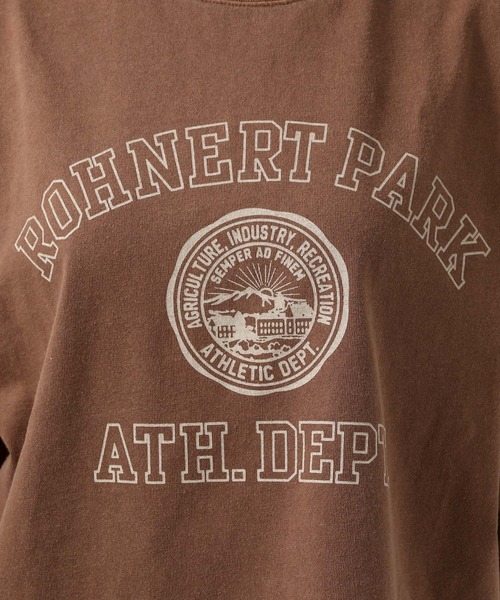 ROHNERT PARK
AGRICULTURE, INDUSTRY, RECREATION
SEMPER AD FINEM
ATHLETIC DEPT.
ATH. DEPT